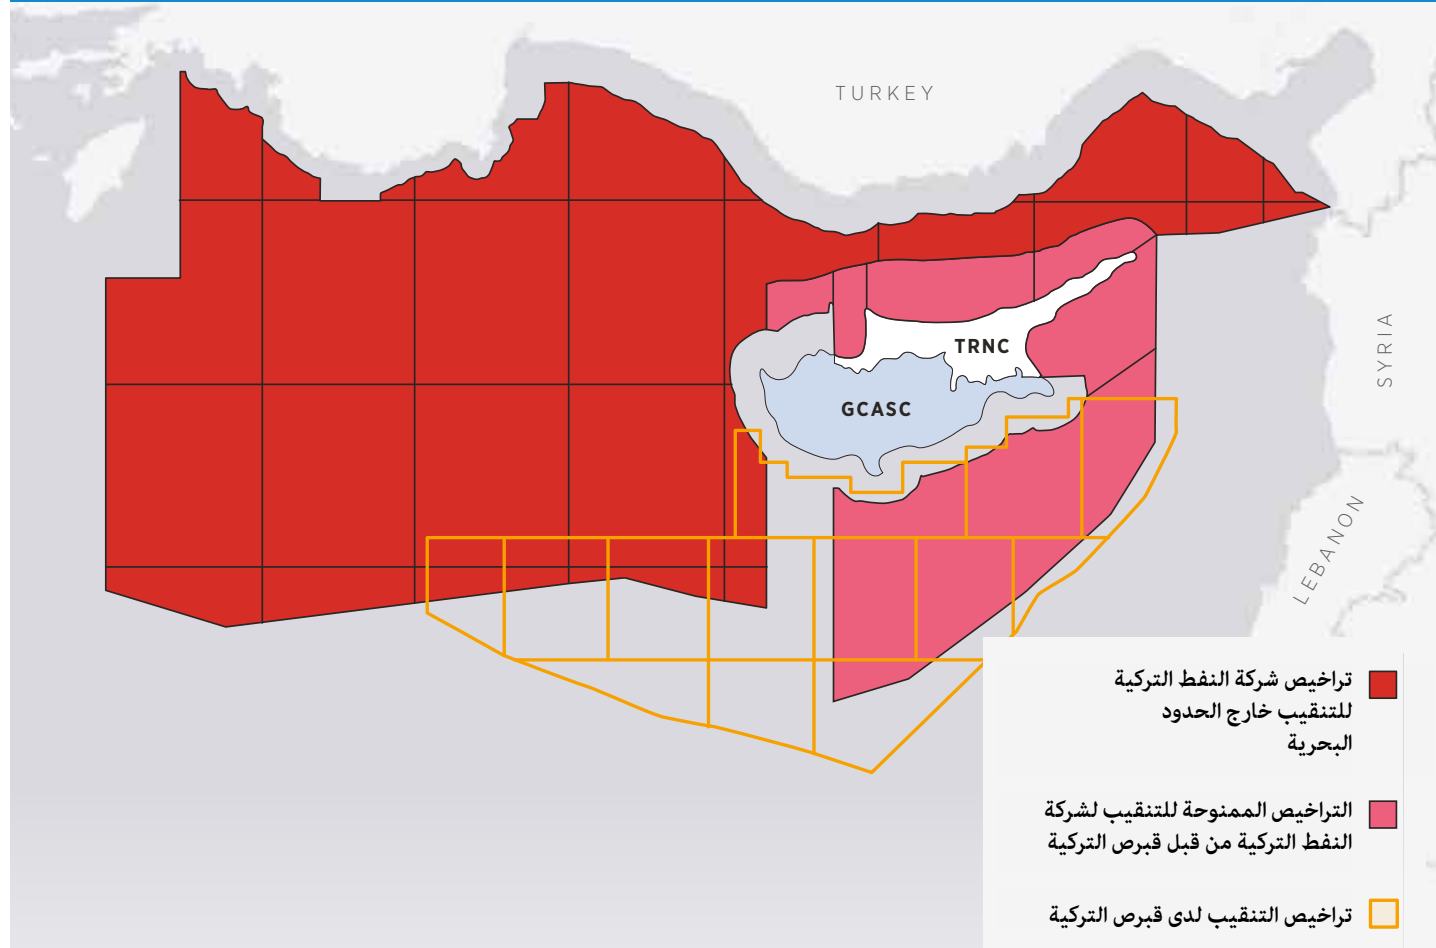 TURKEY
TRNC
GCASC
SYRIA
LEBANON
تراخيص شركة النفط التركية
للتنقيب خارج الحدود
البحرية
التراخيص الممنوحة للتنقيب لشركة
النفط التركية من قبل قبرص التركية
تراخيص التنقيب لدى قبرص التركية